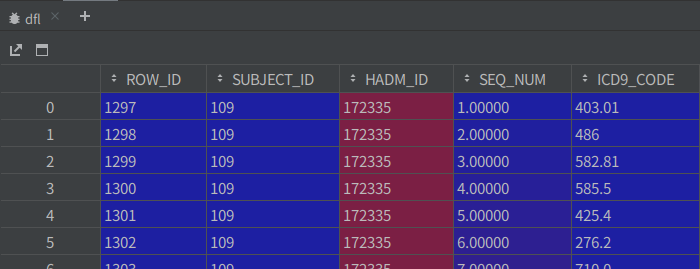 dfl
ROW_ID SUBJECT_ID HADM_ID SEQ_NUM ICD9_CODE
0 1297 109 172335 1.00000 403.01
1 1298 109 172335 2.00000 486
2 1299 109 172335 3.00000 582.81
3 1300 109 172335 4.00000 585.5
4 1301 109 172335 5.00000 425.4
5 1302 109 172335 6.00000 276.2
6 1303 109 172335 7.00000 710.0